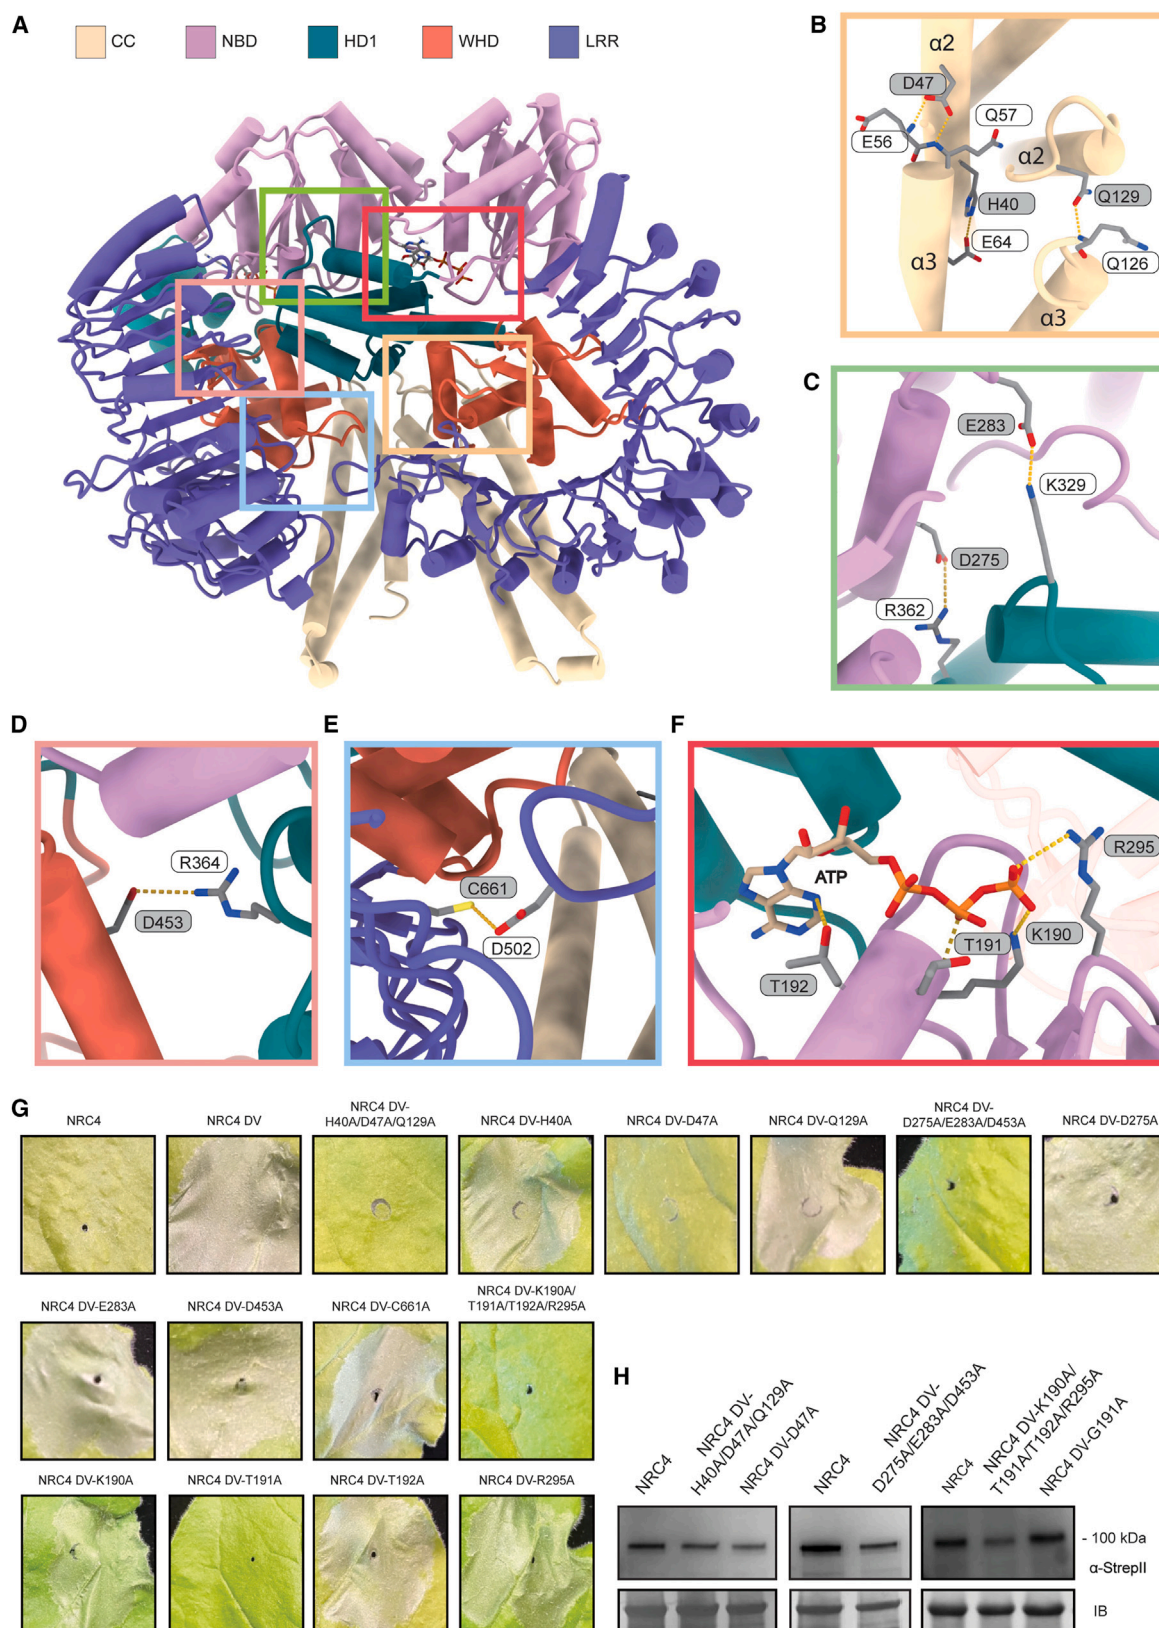 A
CC
NBD
HD1
WHD
LRR
B
α2
D47
Q57
E56
α2
H40
Q129
E64
Q126
α3
α3
C
E283
K329
D275
R362
D
R364
D453
E
C661
D502
F
R295
ATP
K190
T191
T192
G
NRC4
NRC4 DV
NRC4 DV-
H40A/D47A/Q129A
NRC4 DV-H40A
NRC4 DV-D47A
NRC4 DV-Q129A
NRC4 DV-
D275A/E283A/D453A
NRC4 DV-D275A
NRC4 DV-E283A
NRC4 DV-D453A
NRC4 DV-C661A
NRC4 DV-K190A/
T191A/T192A/R295A
NRC4 DV-K190A
NRC4 DV-T191A
NRC4 DV-T192A
NRC4 DV-R295A
H
NRC4
NRC4 DV-
H40A/D47A/Q129A
NRC4 DV-D47A
NRC4
NRC4 DV-
D275A/E283A/D453A
NRC4
NRC4 DV-K190A/
T191A/T192A/R295A
NRC4 DV-G191A
- 100 kDa
α-StrepII
IB